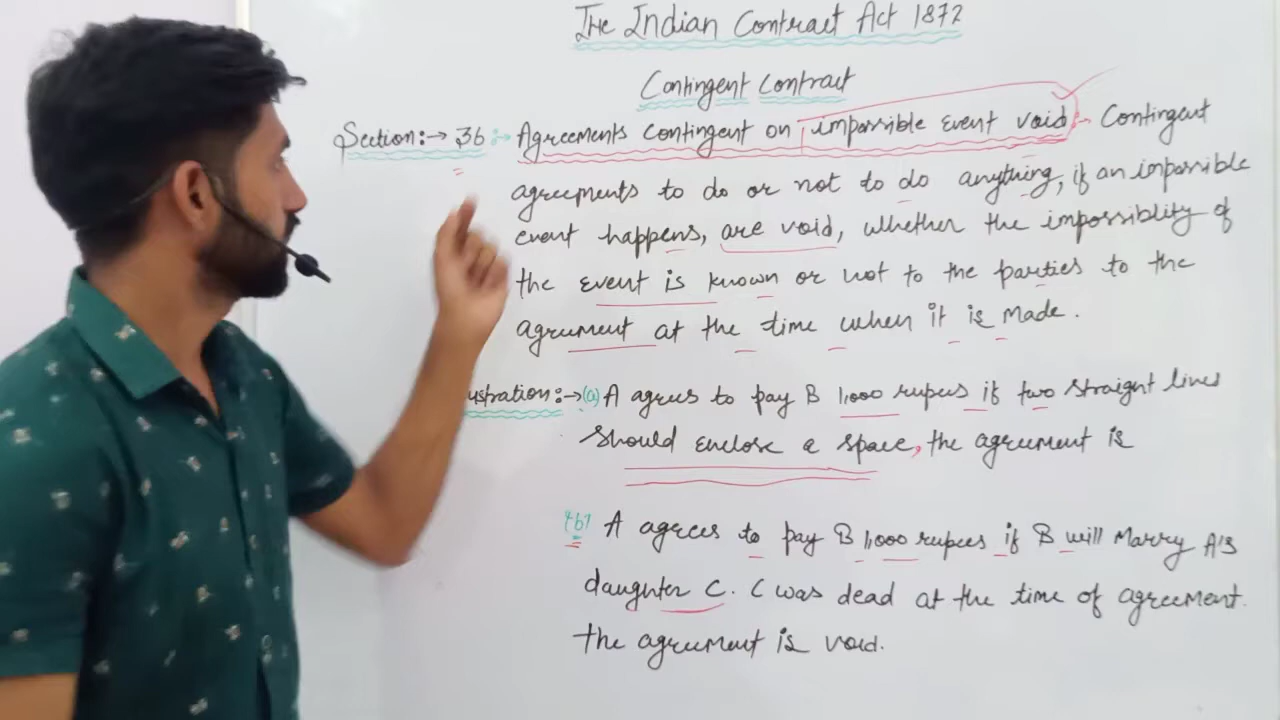 The Indian Contract Act 1872
Contingent Contract
Section:→ 36 :→ Agreements contingent on impossible Event void :- Contingent
agreements to do or not to do anything, if an impossible
event happens, are void, whether the impossiblity of
the event is known or not to the parties to the
agreement at the time when it is made.
ustration:→(a) A agrees to pay B 1,000 rupees if two straight lines
should enclose a space, the agreement is
(b) A agrees to pay B 1,000 rupees if B will marry A's
daughter C. C was dead at the time of agreement.
the agreement is void.